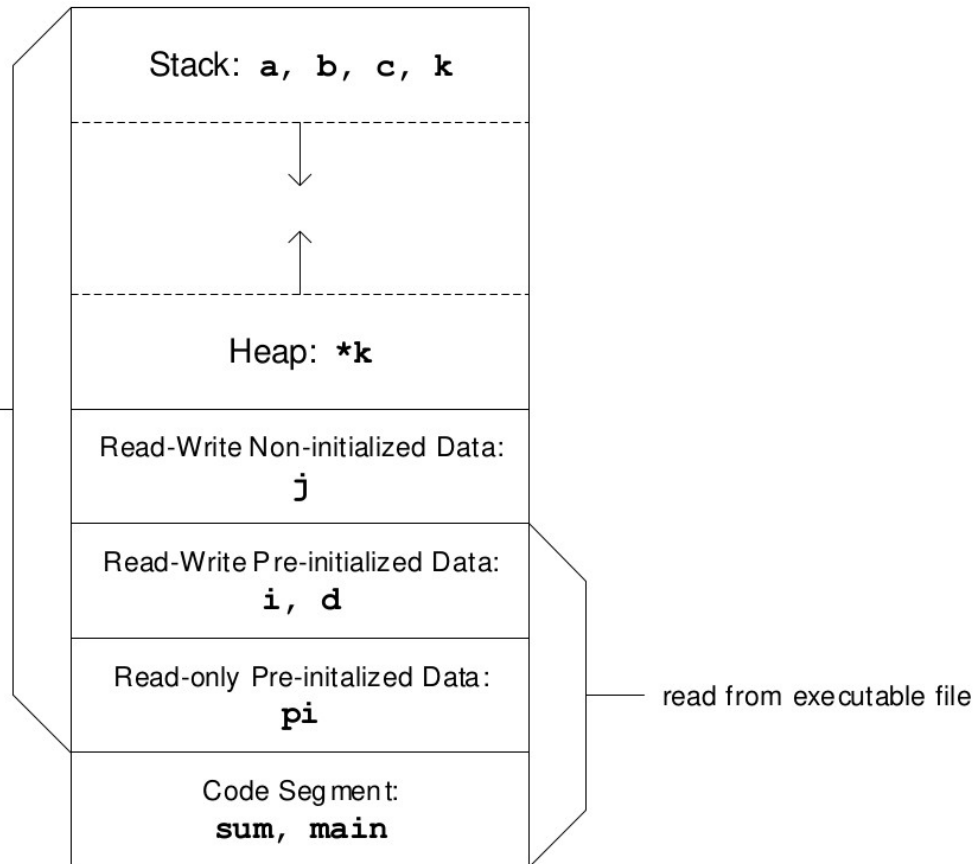 Stack: a, b, c, k
Heap: *k
Read-Write Non-initialized Data:
j
Read-Write Pre-initialized Data:
i, d
Read-only Pre-initalized Data:
pi
read from executable file
Code Segment:
sum, main